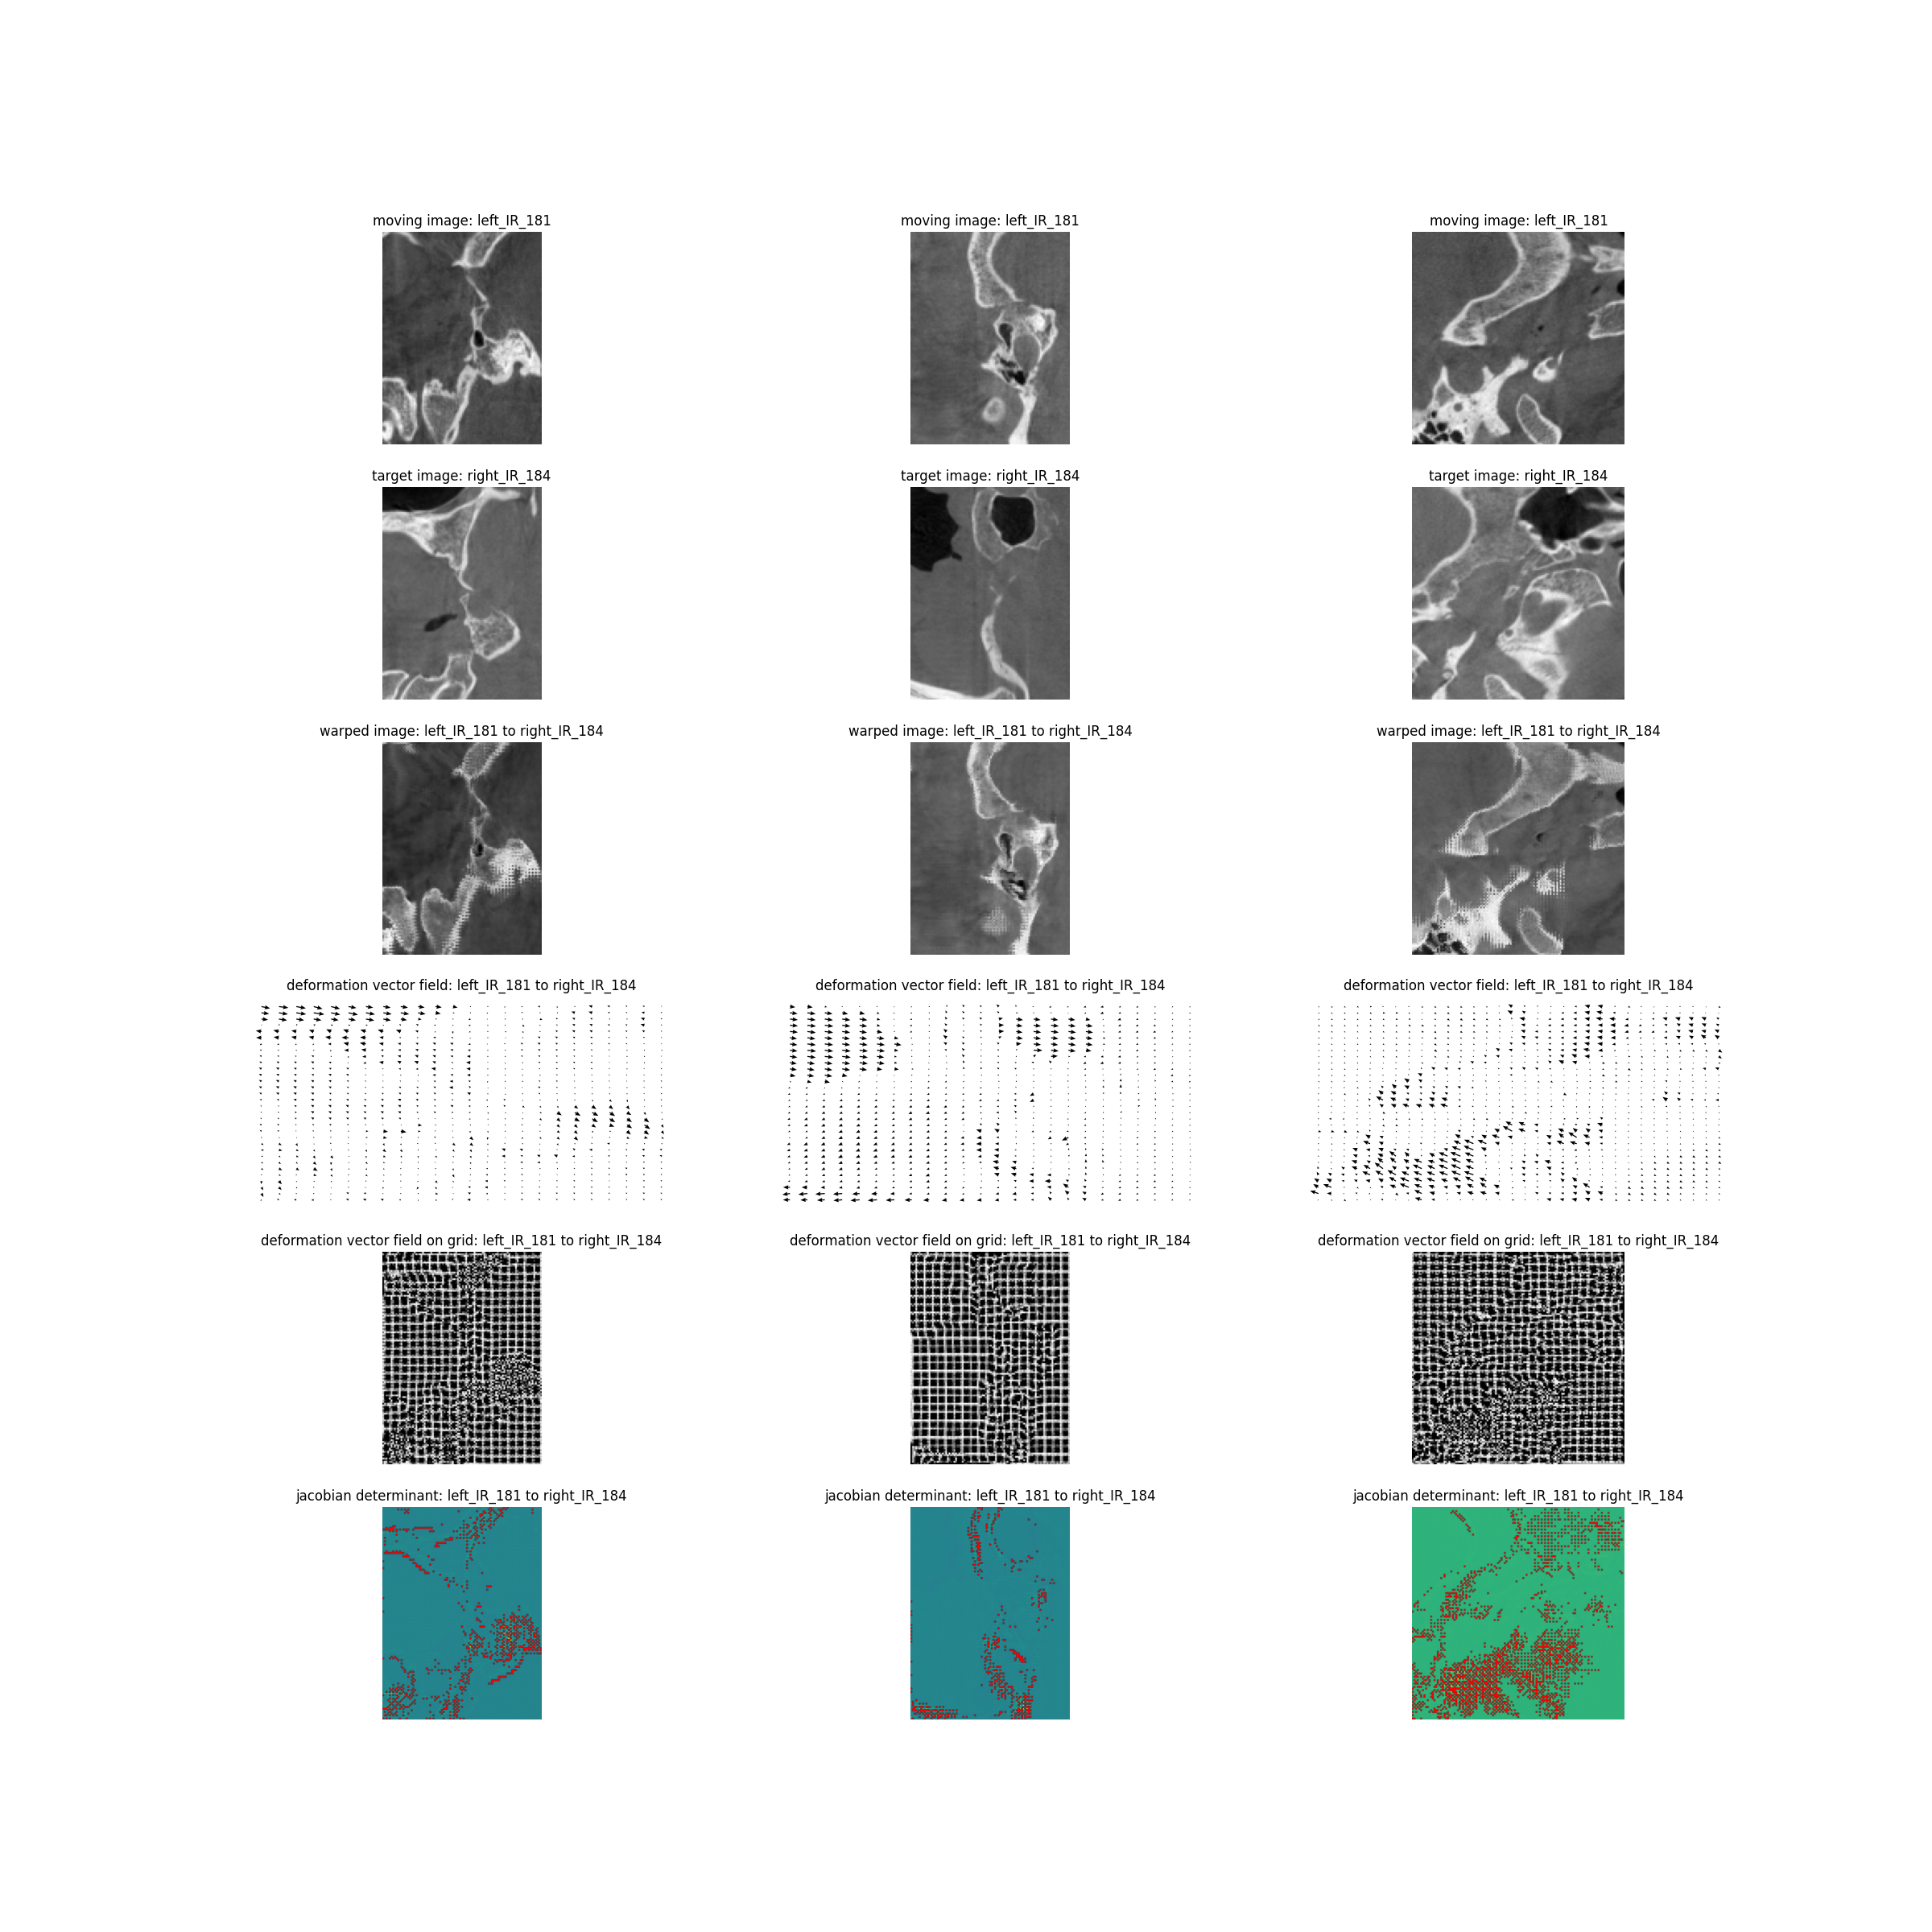 moving image: left_IR_181
moving image: left_IR_181
moving image: left_IR_181
target image: right_IR_184
target image: right_IR_184
target image: right_IR_184
warped image: left_IR_181 to right_IR_184
warped image: left_IR_181 to right_IR_184
warped image: left_IR_181 to right_IR_184
deformation vector field: left_IR_181 to right_IR_184
deformation vector field: left_IR_181 to right_IR_184
deformation vector field: left_IR_181 to right_IR_184
deformation vector field on grid: left_IR_181 to right_IR_184
deformation vector field on grid: left_IR_181 to right_IR_184
deformation vector field on grid: left_IR_181 to right_IR_184
jacobian determinant: left_IR_181 to right_IR_184
jacobian determinant: left_IR_181 to right_IR_184
jacobian determinant: left_IR_181 to right_IR_184